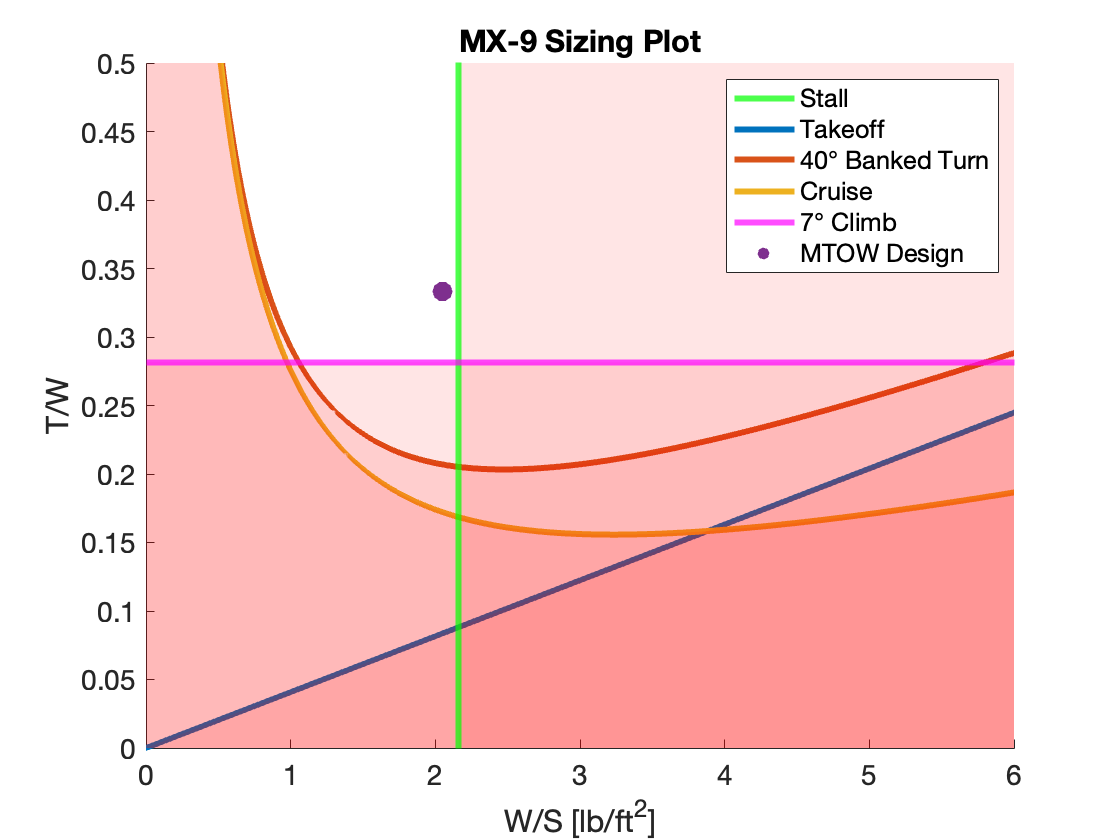 MX-9 Sizing Plot
0.5
0.45
0.4
0.35
0.3
0.25
0.2
0.15
0.1
0.05
0
T/W
Stall
Takeoff
40° Banked Turn
Cruise
7° Climb
MTOW Design
0 1 2 3 4 5 6
W/S [lb/ft²]